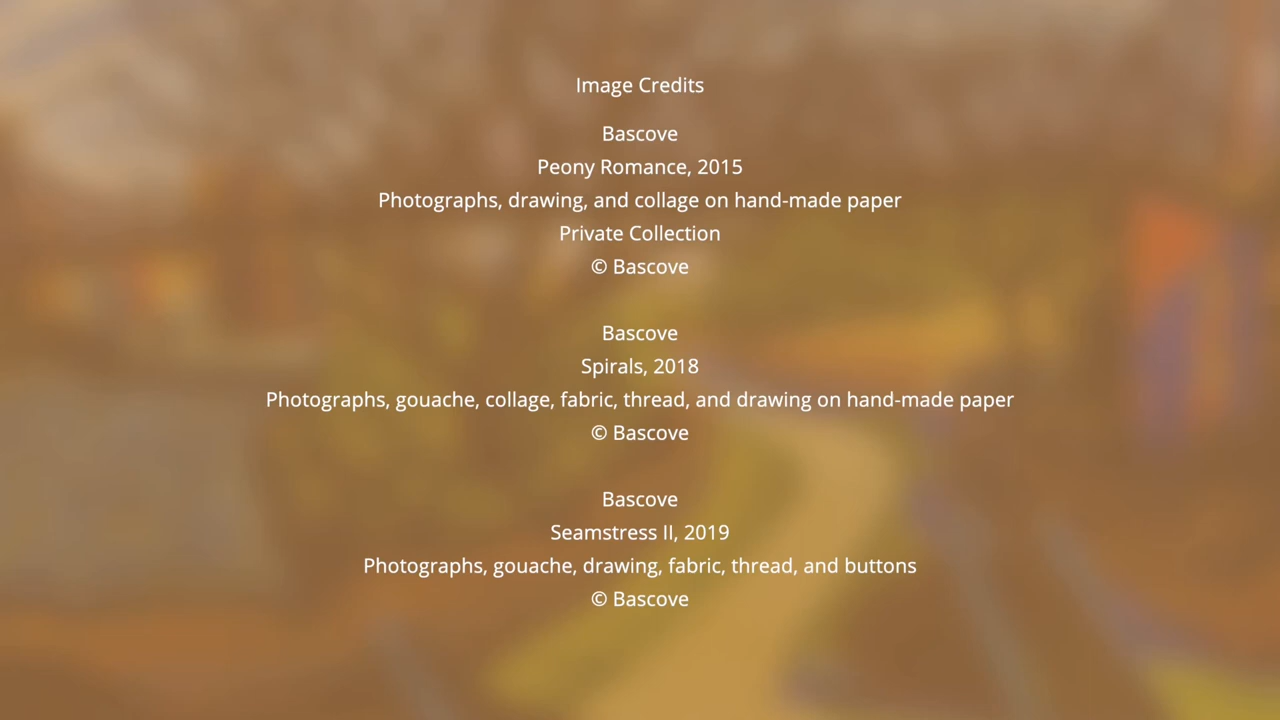 Image Credits
Bascove
Peony Romance, 2015
Photographs, drawing, and collage on hand-made paper
Private Collection
© Bascove
Bascove
Spirals, 2018
Photographs, gouache, collage, fabric, thread, and drawing on hand-made paper
© Bascove
Bascove
Seamstress II, 2019
Photographs, gouache, drawing, fabric, thread, and buttons
© Bascove